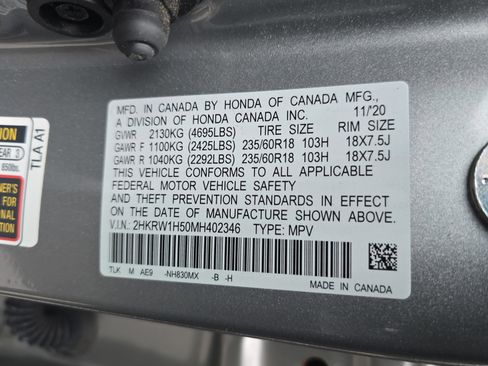 MFD. IN CANADA BY HONDA OF CANADA MFG.,
A DIVISION OF HONDA CANADA INC. 11/'20
GVWR 2130KG (4695LBS) TIRE SIZE RIM SIZE
GAWR F 1100KG (2425LBS) 235/60R18 103H 18X7.5J
GAWR R 1040KG (2292LBS) 235/60R18 103H 18X7.5J
THIS VEHICLE CONFORMS TO ALL APPLICABLE
FEDERAL MOTOR VEHICLE SAFETY
AND THEFT PREVENTION STANDARDS IN EFFECT
ON THE DATE OF MANUFACTURE SHOWN ABOVE.
V.I.N.: 2HKRW1H50MH402346 TYPE: MPV
TLK M AE9 -NH830MX -B -H
MADE IN CANADA
TLA A1
850lbs.